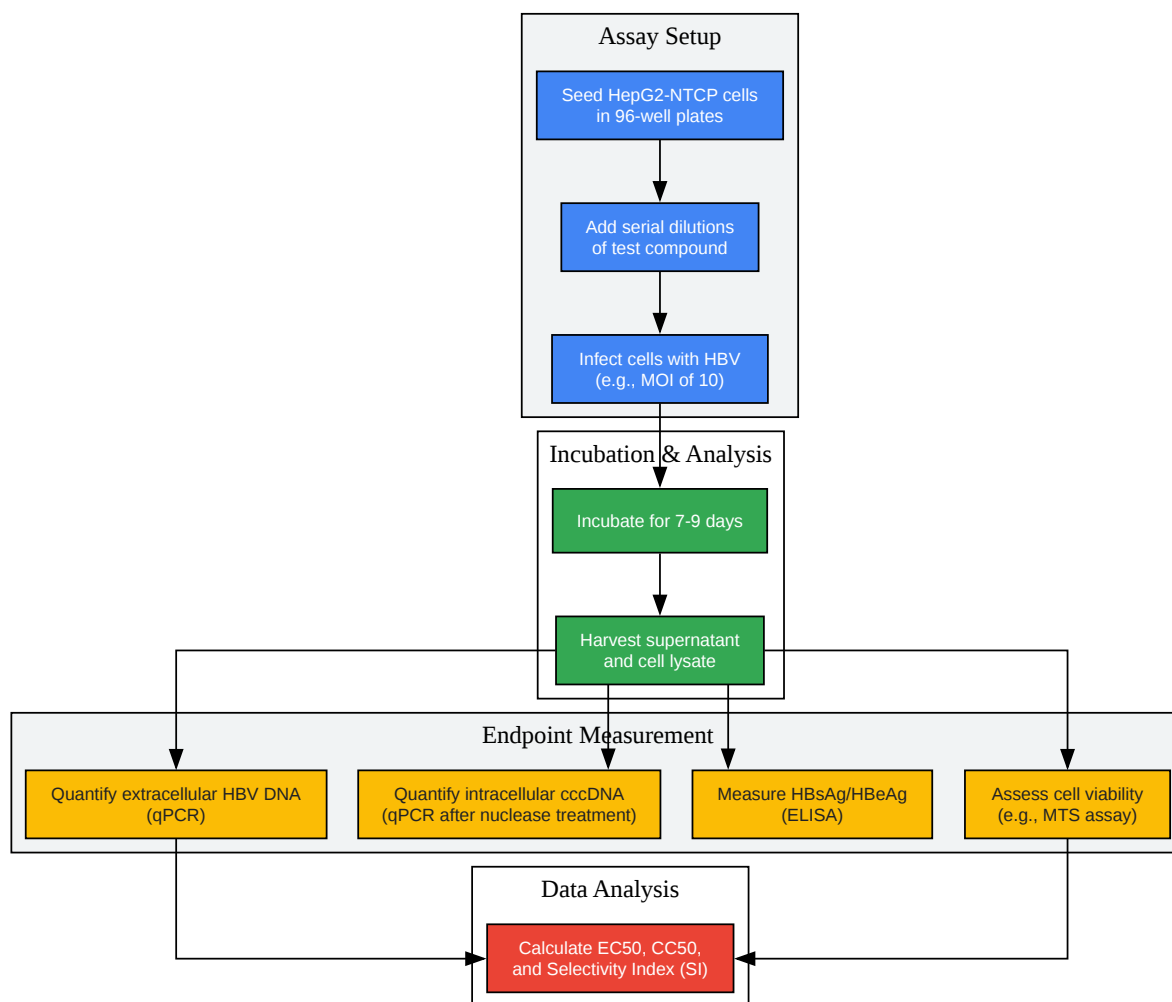 Assay Setup
Seed HepG2-NTCP cells
in 96-well plates
Add serial dilutions
of test compound
Infect cells with HBV
(e.g., MOI of 10)
Incubation & Analysis
Incubate for 7-9 days
Harvest supernatant
and cell lysate
Endpoint Measurement
Quantify extracellular HBV DNA
(qPCR)
Quantify intracellular cccDNA
(qPCR after nuclease treatment)
Measure HBsAg/HBeAg
(ELISA)
Assess cell viability
(e.g., MTS assay)
Data Analysis
Calculate EC50, CC50,
and Selectivity Index (SI)